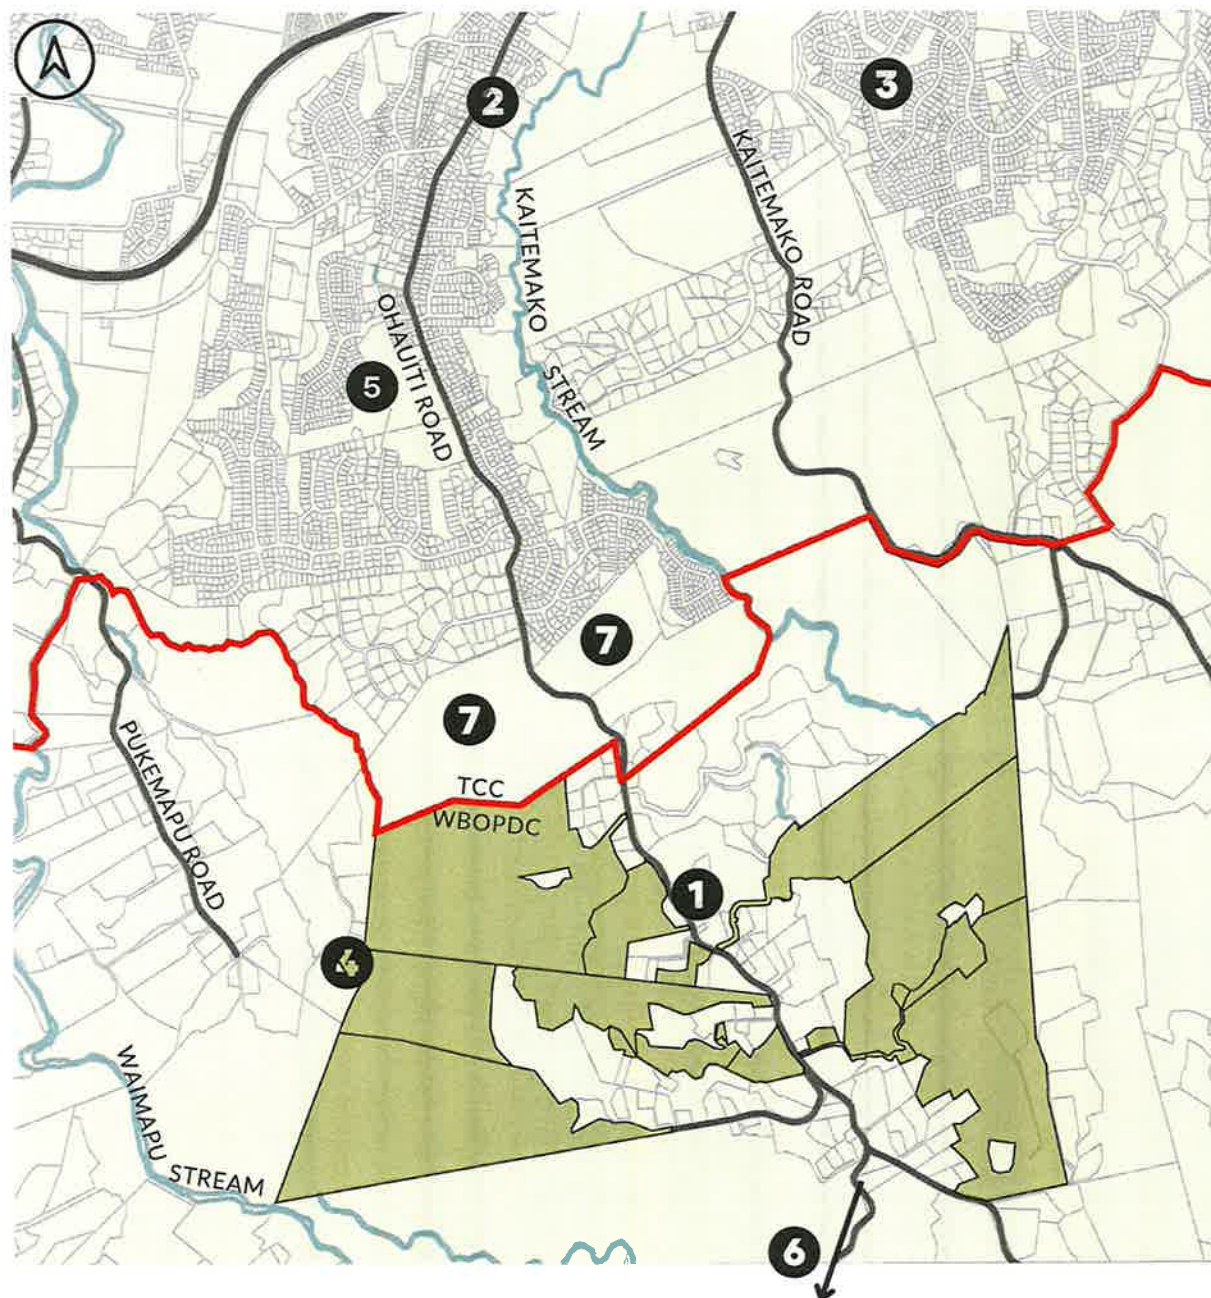 2
3
KAITEMAKO STREAM
KAITEMAKO ROAD
OHAUITI ROAD
5
7
7
TCC
WBOPDC
PUKEMAPU ROAD
1
4
WAIMAPU STREAM
6